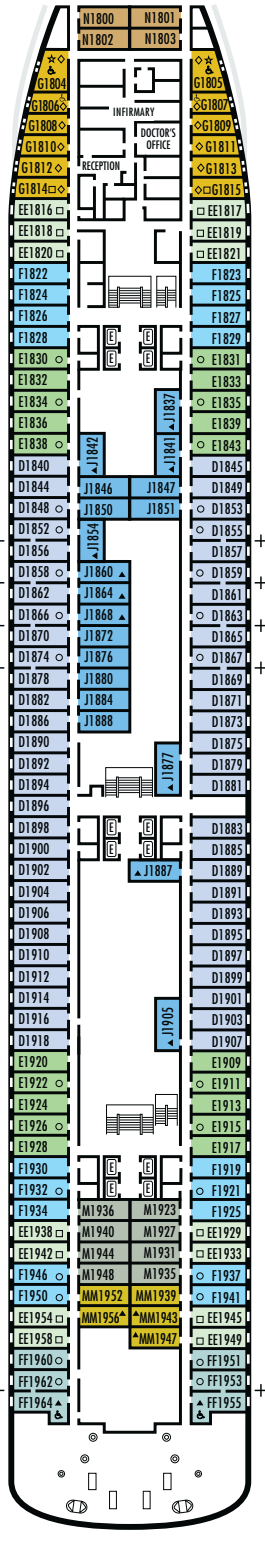 N1800 N1801
N1802 N1803
G1804 G1805
INFIRMARY
G1806 G1807
G1808 DOCTOR'S G1809
G1810 OFFICE G1811
G1812 RECEPTION G1813
G1814 G1815
EE1816 EE1817
EE1818 EE1819
EE1820 EE1821
F1822 F1823
F1824 F1825
F1826 F1827
F1828 E E F1829
E1830 E E E1831
E1832 E1833
E1834 J1837 E1835
E1836 E1839
E1838 J1842 J1841 E1843
D1840 D1845
D1844 J1846 J1847 D1849
D1848 J1850 J1851 D1853
D1852 J1854 D1855
D1856 D1857
D1858 J1860 D1859
D1862 J1864 D1861
D1866 J1868 D1863
D1870 J1872 D1865
D1874 J1876 D1867
D1878 J1880 D1869
D1882 J1884 D1871
D1886 J1888 D1873
D1890 D1875
D1892 J1877 D1879
D1894 D1881
D1896
D1898 E E D1883
D1900 E E D1885
D1902 J1887 D1889
D1904 D1891
D1906 D1893
D1908 D1895
D1910 D1897
D1912 D1899
D1914 D1901
D1916 J1905 D1903
D1918 D1907
E1920 E1909
E1922 E1911
E1924 E1913
E1926 E1915
E1928 E1917
F1930 E E F1919
F1932 E E F1921
F1934 M1936 M1923 F1925
EE1938 M1940 M1927 EE1929
EE1942 M1944 M1931 EE1933
F1946 M1948 M1935 F1937
F1950 MM1952 MM1939 F1941
EE1954 MM1956 MM1943 EE1945
EE1958 MM1947 EE1949
FF1960 FF1951
FF1962 FF1953
FF1964 FF1955